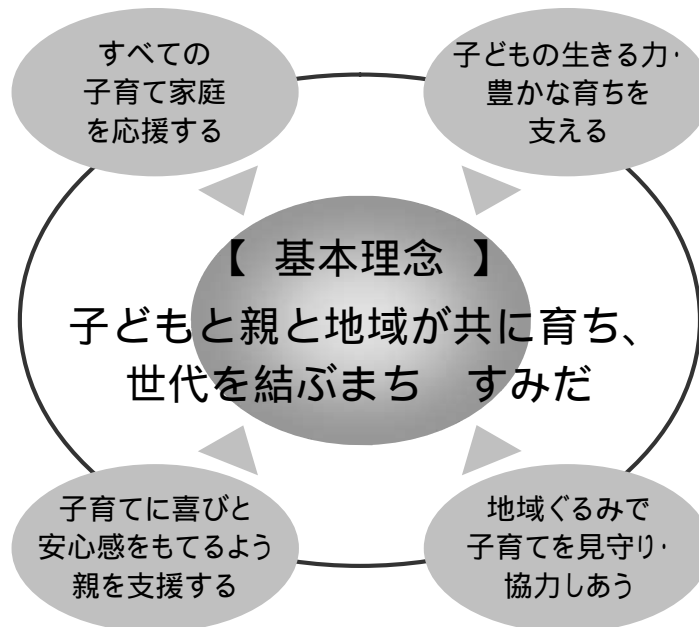 すべての
子育て家庭
を応援する
子どもの生きる力・
豊かな育ちを
支える
【 基本理念 】
子どもと親と地域が共に育ち、
世代を結ぶまち　すみだ
子育てに喜びと
安心感をもてるよう
親を支援する
地域ぐるみで
子育てを見守り・
協力しあう